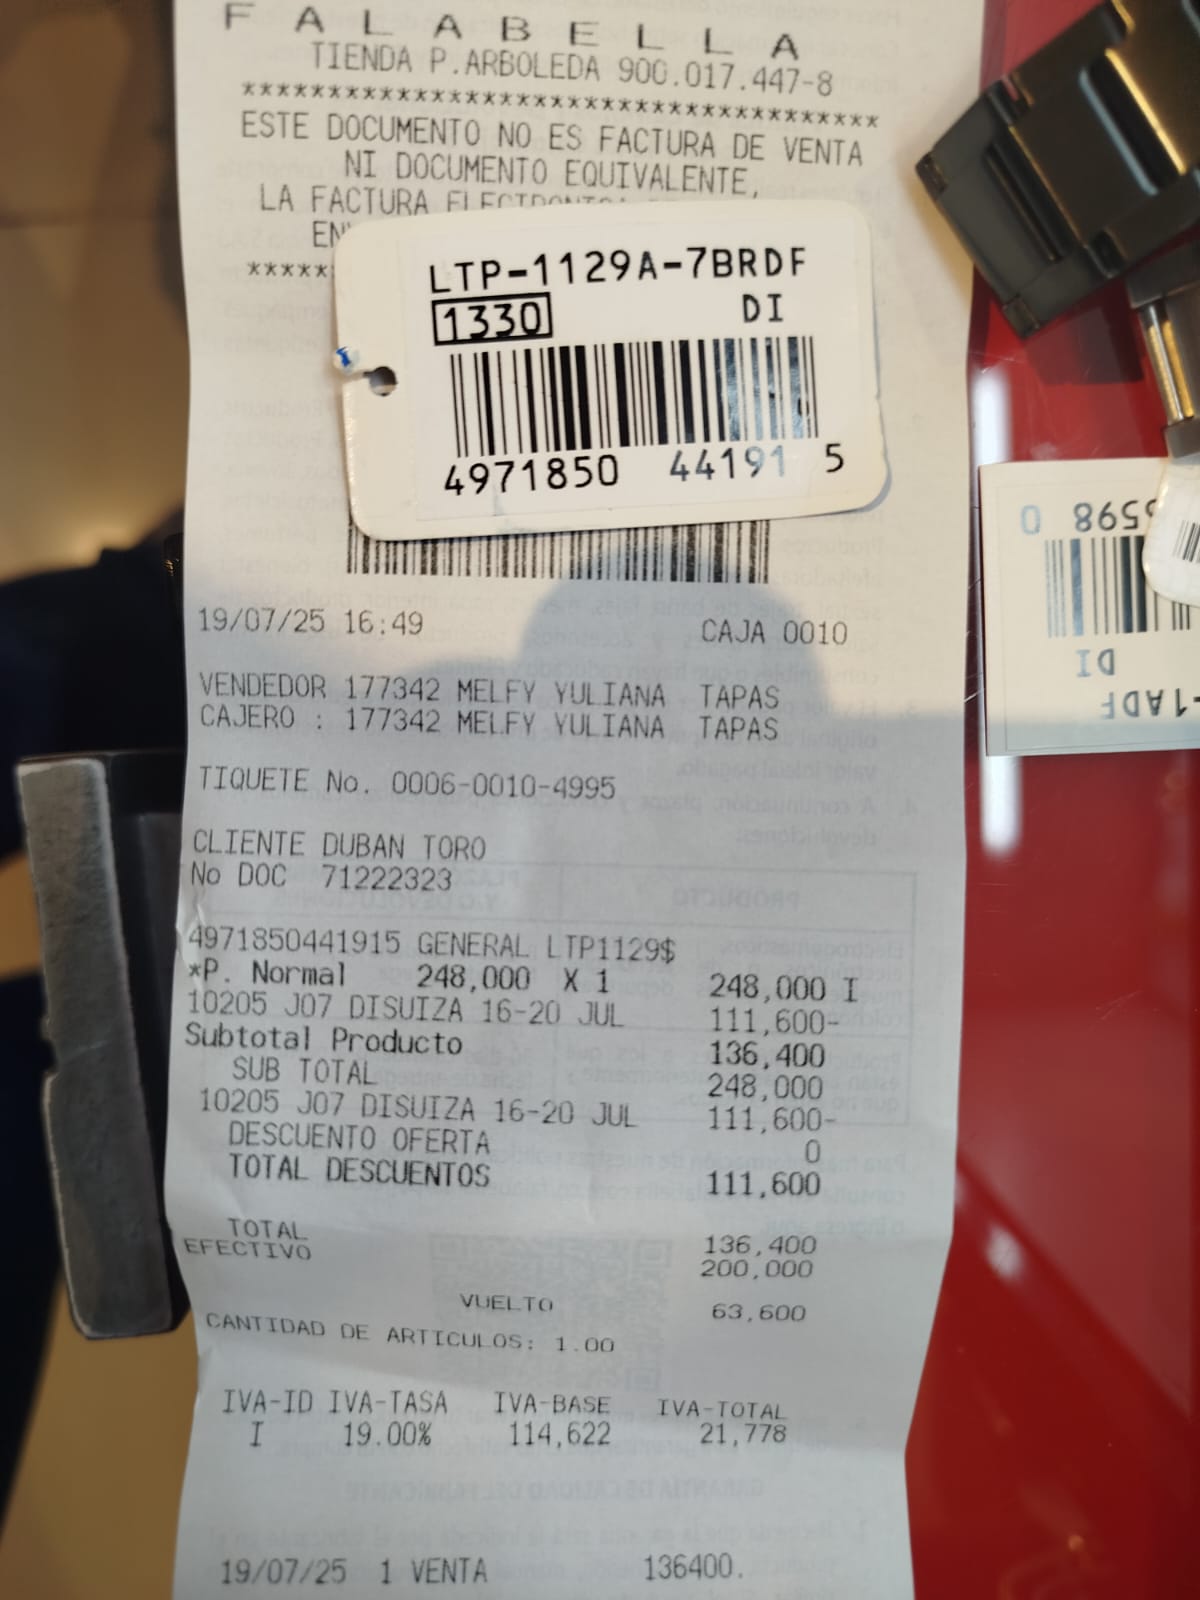 F A L A B E L L A
TIENDA P.ARBOLEDA 900.017.447-8
****************************************
ESTE DOCUMENTO NO ES FACTURA DE VENTA
NI DOCUMENTO EQUIVALENTE,
LA FACTURA
LTP-1129A-7BRDF
1330 DI
4971850 44191 5
19/07/25 16:49 CAJA 0010
VENDEDOR 177342 MELFY YULIANA TAPAS
CAJERO : 177342 MELFY YULIANA TAPAS
TIQUETE No. 0006-0010-4995
CLIENTE DUBAN TORO
No DOC 71222323
4971850441915 GENERAL LTP1129$
*P. Normal 248,000 X 1 248,000 I
10205 J07 DISUIZA 16-20 JUL 111,600-
Subtotal Producto 136,400
SUB TOTAL 248,000
10205 J07 DISUIZA 16-20 JUL 111,600-
DESCUENTO OFERTA 0
TOTAL DESCUENTOS 111,600
TOTAL 136,400
EFECTIVO 200,000
VUELTO 63,600
CANTIDAD DE ARTICULOS: 1.00
IVA-ID IVA-TASA IVA-BASE IVA-TOTAL
I 19.00% 114,622 21,778
19/07/25 1 VENTA 136400.
-1ADF
DI
5598 0